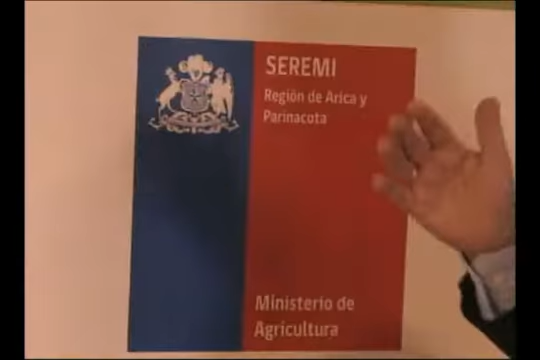 SEREMI
Región de Arica y
Parinacota
Ministerio de
Agricultura